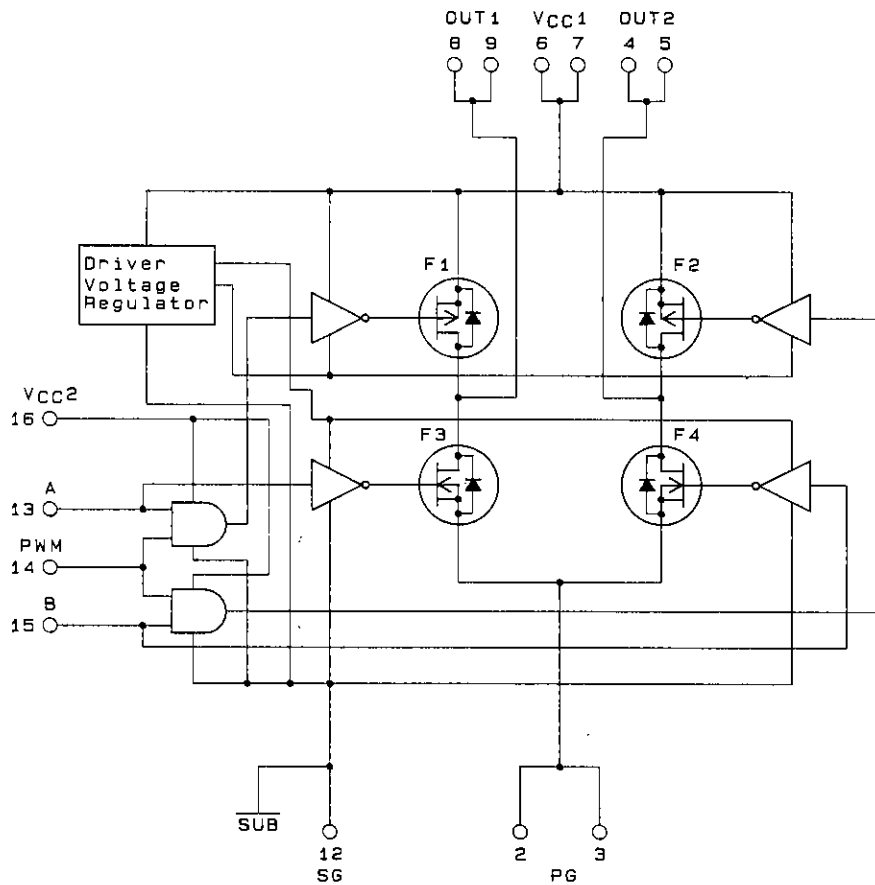 OUT1 VCC1 OUT2
8 9 6 7 4 5
Driver
Voltage
Regulator
F1 F2
VCC2
16
F3 F4
A
13
PWM
14
B
15
SUB
12 2 3
SG PG